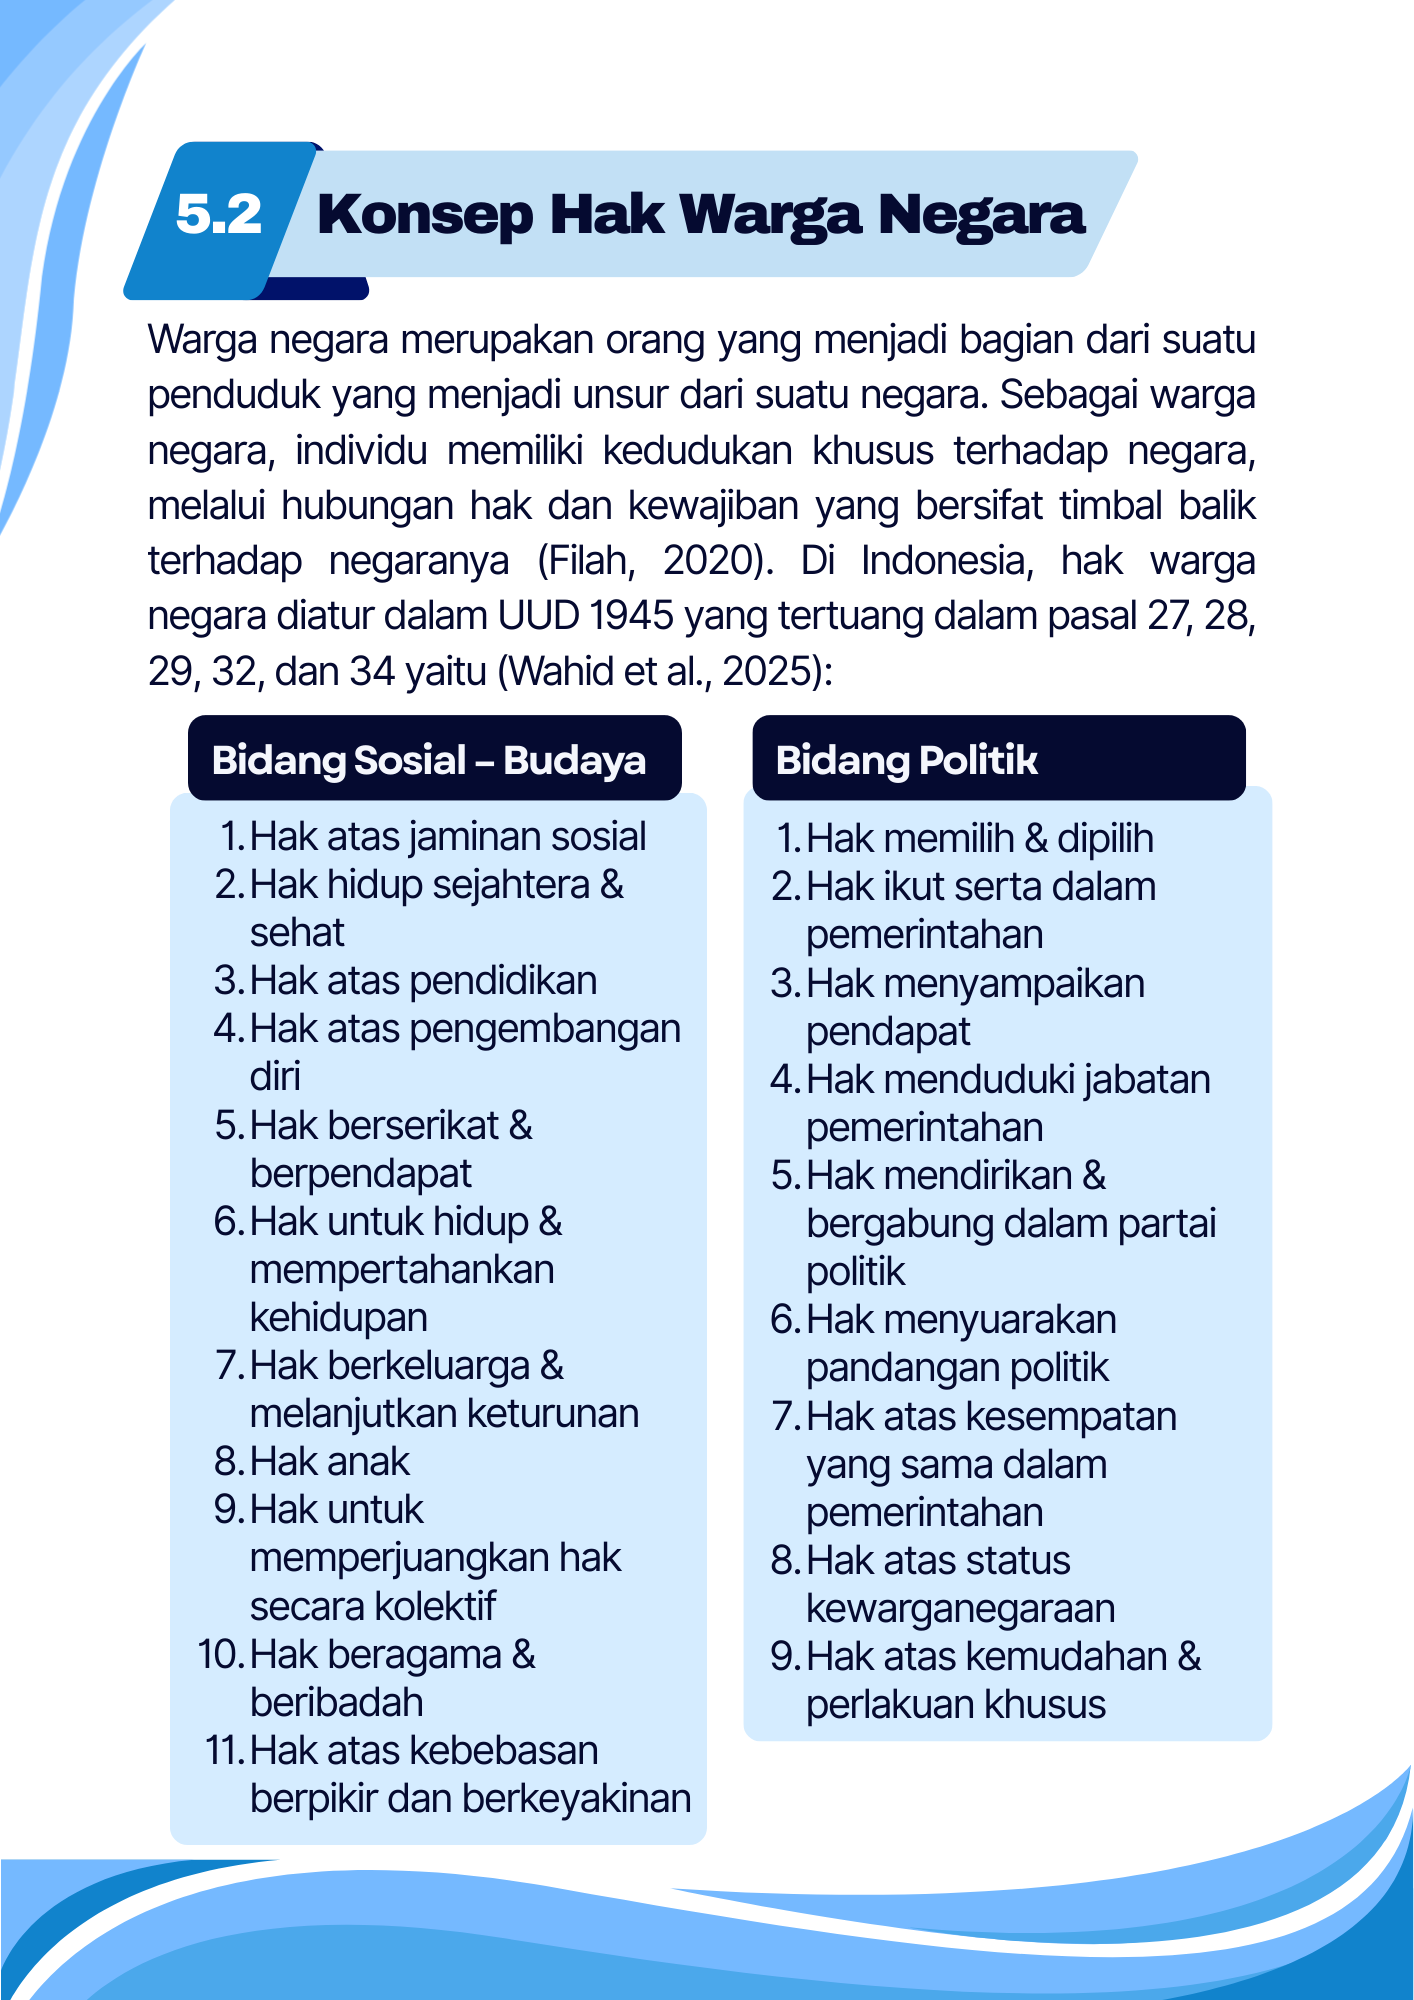 5.2 Konsep Hak Warga Negara
Warga negara merupakan orang yang menjadi bagian dari suatu
penduduk yang menjadi unsur dari suatu negara. Sebagai warga
negara, individu memiliki kedudukan khusus terhadap negara,
melalui hubungan hak dan kewajiban yang bersifat timbal balik
terhadap negaranya (Filah, 2020). Di Indonesia, hak warga
negara diatur dalam UUD 1945 yang tertuang dalam pasal 27, 28,
29, 32, dan 34 yaitu (Wahid et al., 2025):
Bidang Sosial – Budaya
1. Hak atas jaminan sosial
2. Hak hidup sejahtera &
sehat
3. Hak atas pendidikan
4. Hak atas pengembangan
diri
5. Hak berserikat &
berpendapat
6. Hak untuk hidup &
mempertahankan
kehidupan
7. Hak berkeluarga &
melanjutkan keturunan
8. Hak anak
9. Hak untuk
memperjuangkan hak
secara kolektif
10. Hak beragama &
beribadah
11. Hak atas kebebasan
berpikir dan berkeyakinan
Bidang Politik
1. Hak memilih & dipilih
2. Hak ikut serta dalam
pemerintahan
3. Hak menyampaikan
pendapat
4. Hak menduduki jabatan
pemerintahan
5. Hak mendirikan &
bergabung dalam partai
politik
6. Hak menyuarakan
pandangan politik
7. Hak atas kesempatan
yang sama dalam
pemerintahan
8. Hak atas status
kewarganegaraan
9. Hak atas kemudahan &
perlakuan khusus